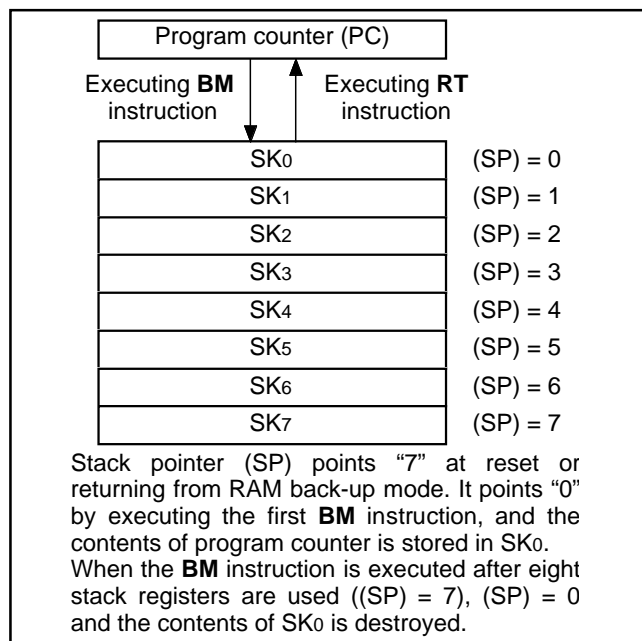 Program counter (PC)
Executing BM
instruction
Executing RT
instruction
SK0
(SP) = 0
SK1
(SP) = 1
SK2
(SP) = 2
SK3
(SP) = 3
SK4
(SP) = 4
SK5
(SP) = 5
SK6
(SP) = 6
SK7
(SP) = 7
Stack pointer (SP) points “7” at reset or
returning from RAM back-up mode. It points “0”
by executing the first BM instruction, and the
contents of program counter is stored in SK0.
When the BM instruction is executed after eight
stack registers are used ((SP) = 7), (SP) = 0
and the contents of SK0 is destroyed.